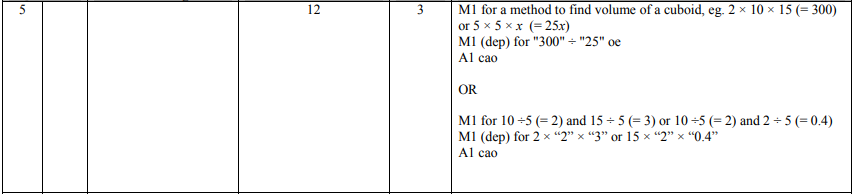 5 12 3 M1 for a method to find volume of a cuboid, eg. 2 × 10 × 15 (= 300)
or 5 × 5 × x (= 25x)
M1 (dep) for "300" ÷ "25" oe
A1 cao
OR
M1 for 10 ÷5 (= 2) and 15 ÷ 5 (= 3) or 10 ÷5 (= 2) and 2 ÷ 5 (= 0.4)
M1 (dep) for 2 × “2” × “3” or 15 × “2” × “0.4”
A1 cao